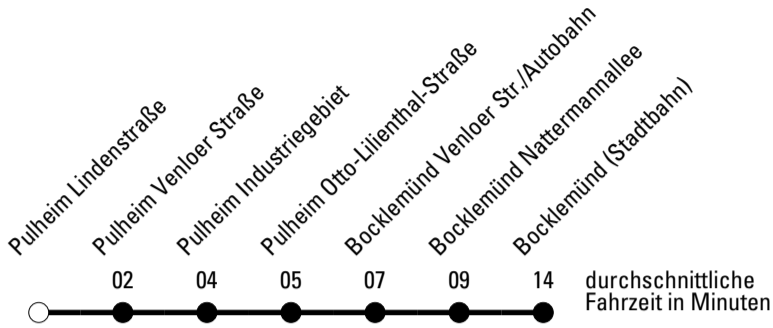 Pulheim Lindenstraße
Pulheim Venloer Straße
Pulheim Industriegebiet
Pulheim Otto-Lilienthal-Straße
Bocklemünd Venloer Str./Autobahn
Bocklemünd Nattermannallee
Bocklemünd (Stadtbahn)
02 04 05 07 09 14
durchschnittliche
Fahrzeit in Minuten